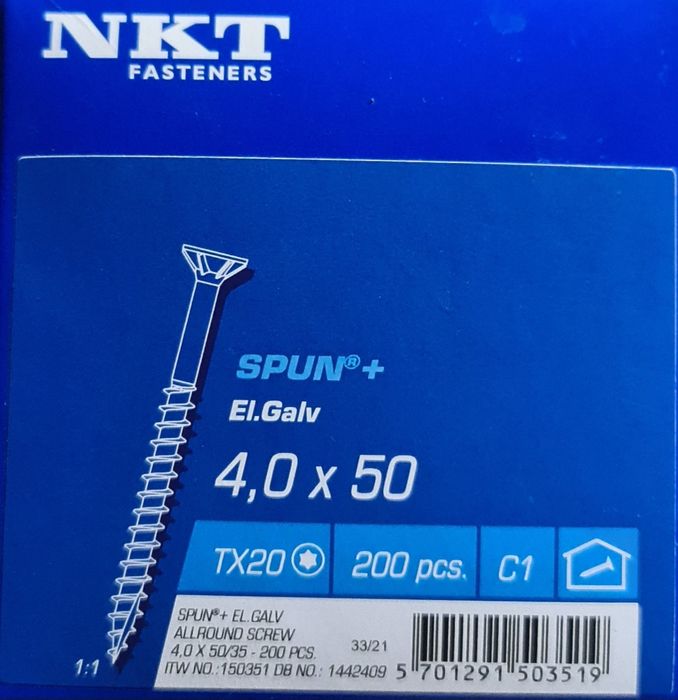 NKT
FASTENERS
SPUN®+
El.Galv
4,0 x 50
TX20
200 pcs.
C1
SPUN®+ EL.GALV
ALLROUND SCREW
4,0 X 50/35 - 200 PCS.
33/21
ITW NO.:150351 DB NO.: 1442409
5 701291 503519
1:1